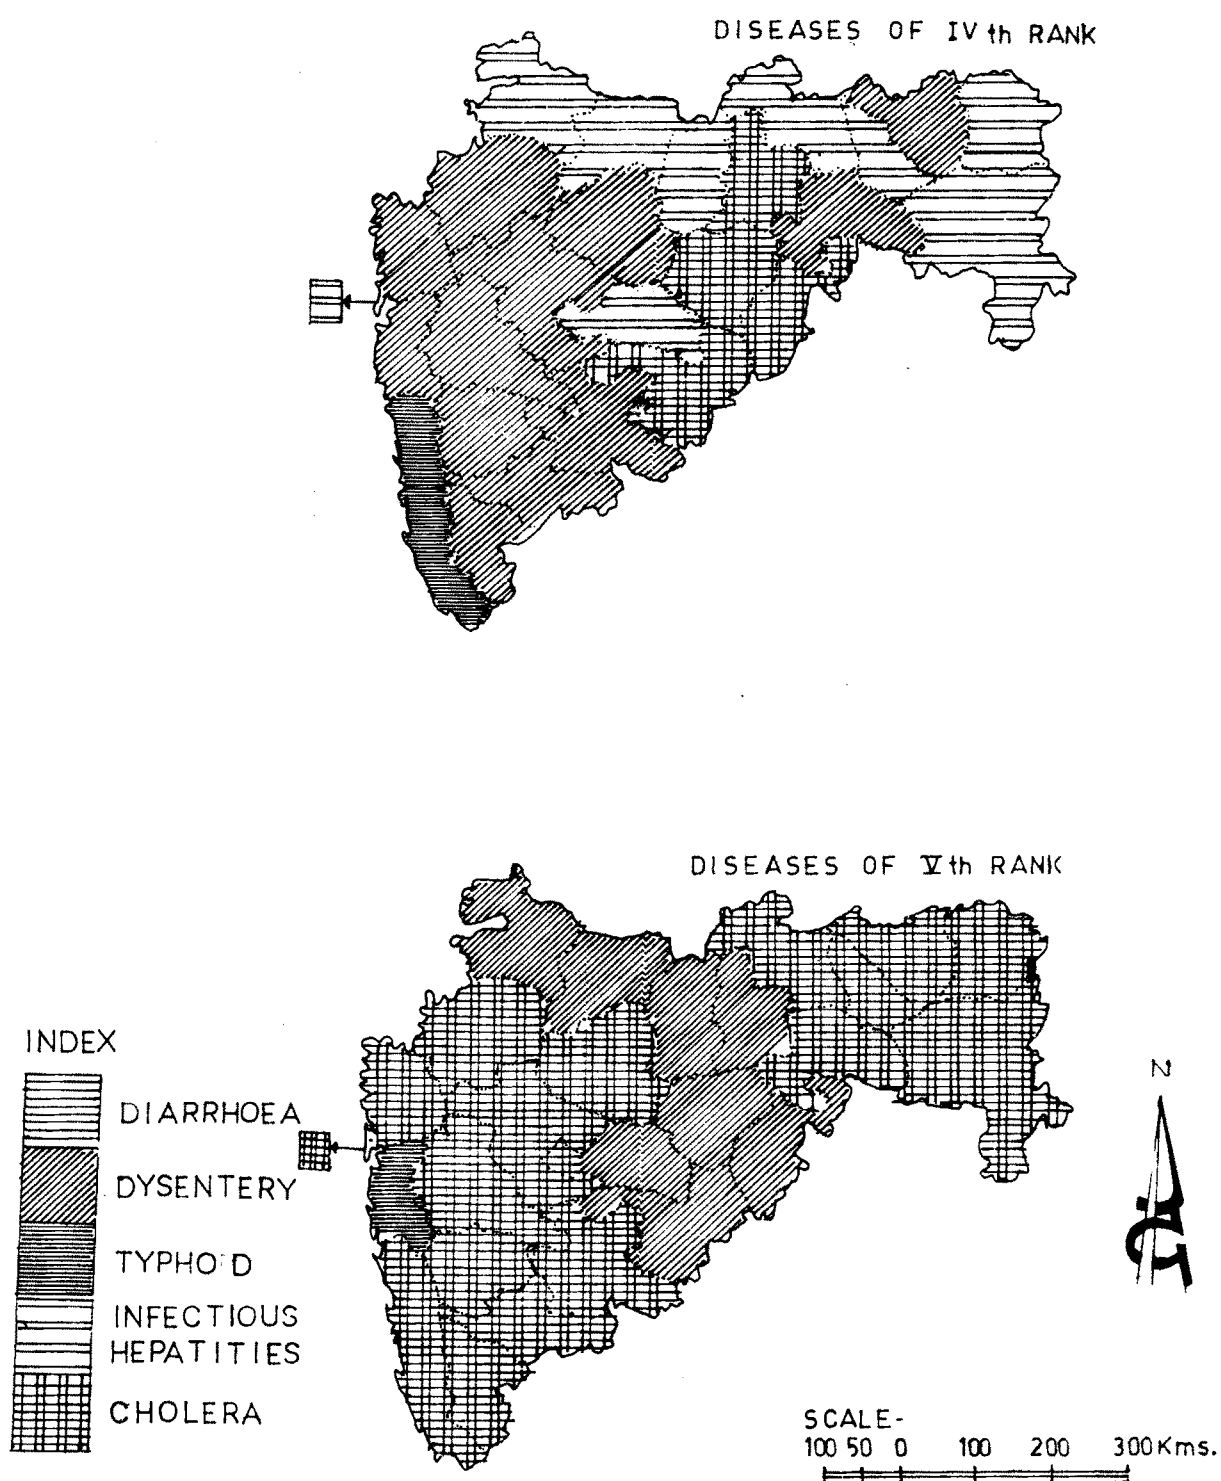 DISEASES OF IV th RANK
DISEASES OF V th RANK
INDEX
DIARRHOEA
DYSENTERY
TYPHOID
INFECTIOUS
HEPATITIES
CHOLERA
N
SCALE-
100 50 0 100 200 300 Kms.